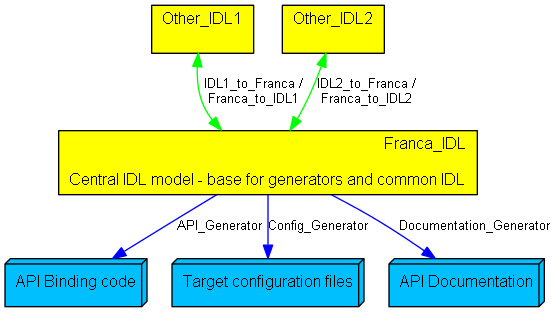 Other_IDL1
Other_IDL2
IDL1_to_Franca /
Franca_to_IDL1
IDL2_to_Franca /
Franca_to_IDL2
Franca_IDL
Central IDL model - base for generators and common IDL
API_Generator
Config_Generator
Documentation_Generator
API Binding code
Target configuration files
API Documentation